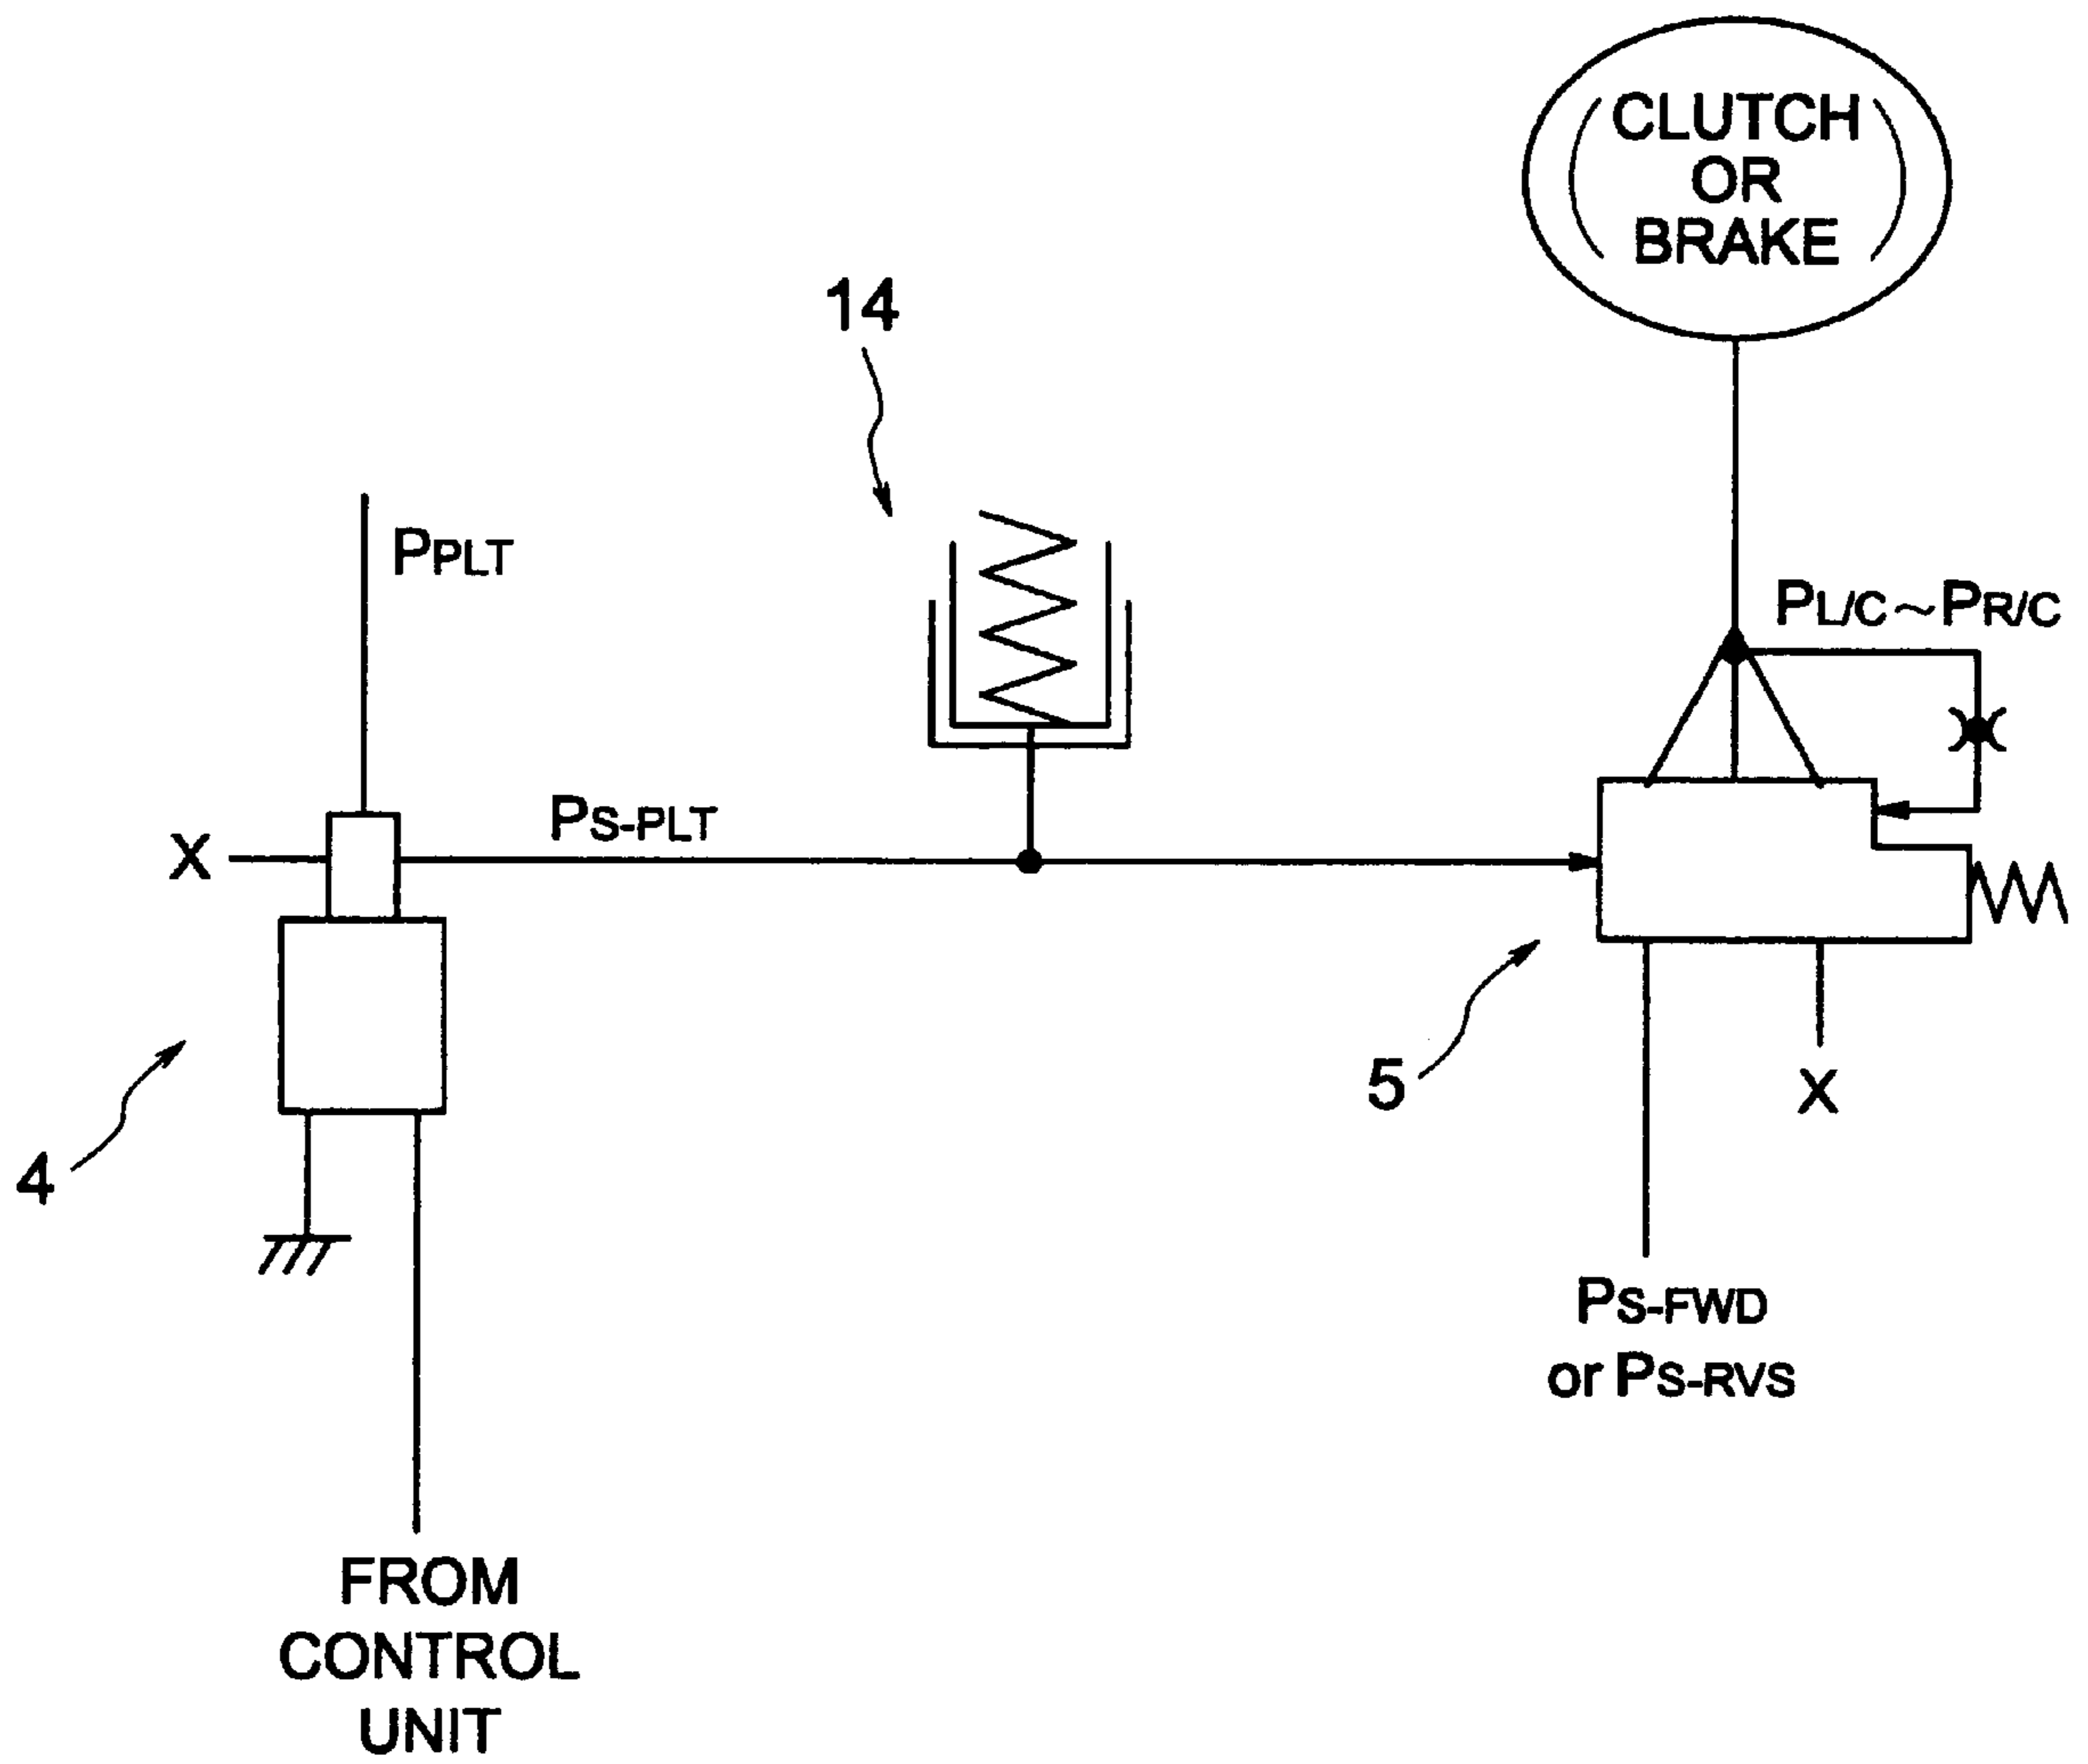 CLUTCH
OR
BRAKE
14
PPLT
PL/C~PR/C
PS-PLT
X
5
X
4
PS-FWD
or PS-RVS
FROM
CONTROL
UNIT